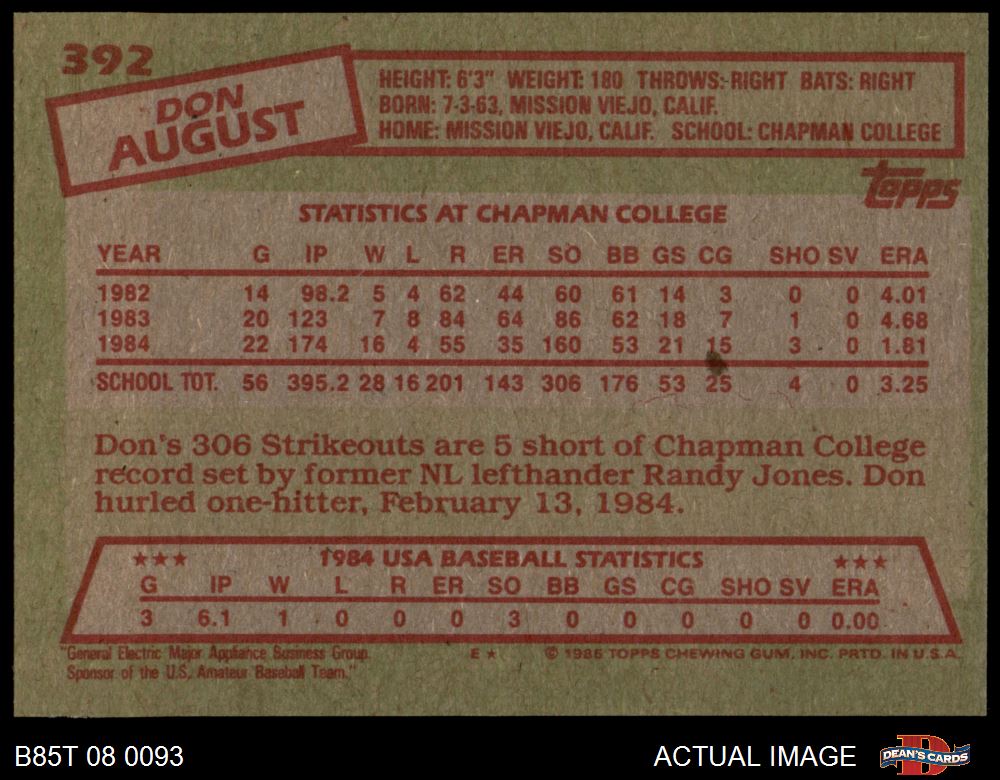 392
DON
AUGUST
HEIGHT: 6'3" WEIGHT: 180 THROWS: RIGHT BATS: RIGHT
BORN: 7-3-63, MISSION VIEJO, CALIF.
HOME: MISSION VIEJO, CALIF. SCHOOL: CHAPMAN COLLEGE
topps
STATISTICS AT CHAPMAN COLLEGE
YEAR G IP W L R ER SO BB GS CG SHO SV ERA
1982 14 98.2 5 4 62 44 60 61 14 3 0 0 4.01
1983 20 123 7 8 84 64 86 62 18 7 1 0 4.68
1984 22 174 16 4 55 35 160 53 21 15 3 0 1.81
SCHOOL TOT. 56 395.2 28 16 201 143 306 176 53 25 4 0 3.25
Don's 306 Strikeouts are 5 short of Chapman College
record set by former NL lefthander Randy Jones. Don
hurled one-hitter, February 13, 1984.
★★★ 1984 USA BASEBALL STATISTICS ★★★
G IP W L R ER SO BB GS CG SHO SV ERA
3 6.1 1 0 0 0 3 0 0 0 0 0 0.00
"General Electric Major Appliance Business Group.
Sponsor of the U.S. Amateur Baseball Team."
E ★ © 1985 TOPPS CHEWING GUM, INC. PRTD. IN U.S.A.
B85T 08 0093
ACTUAL IMAGE
DEAN'S CARDS